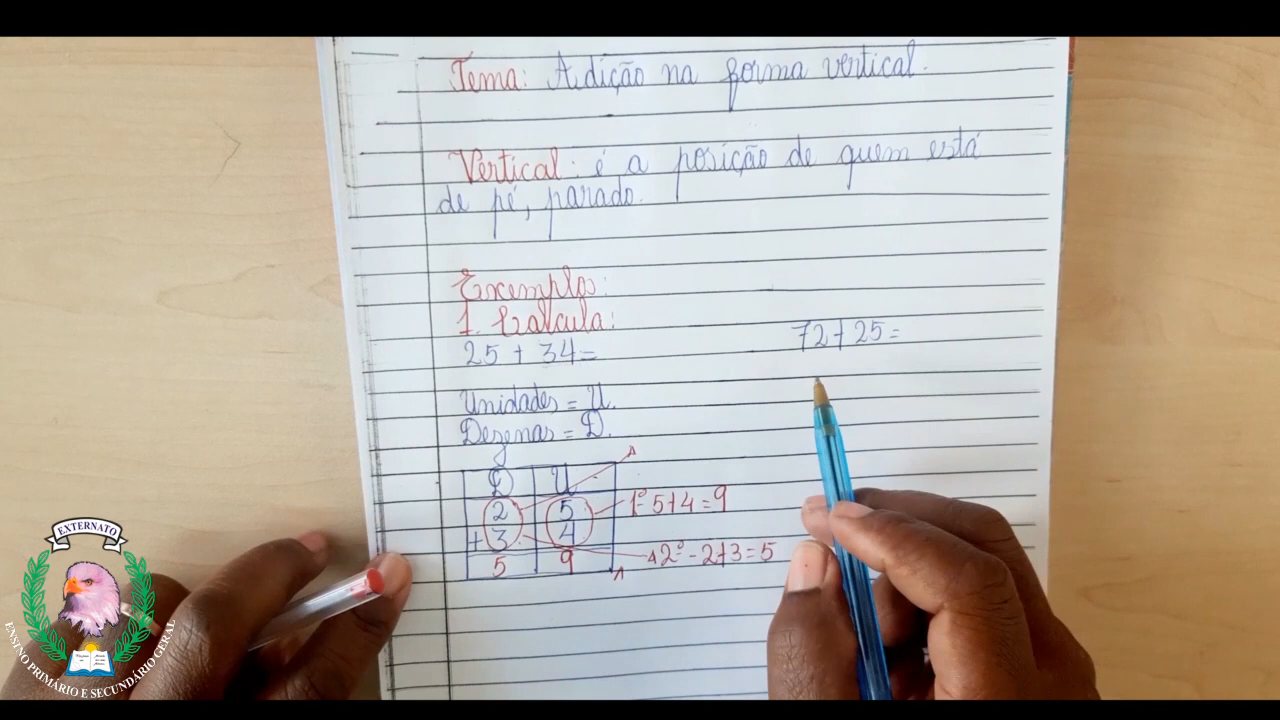 Tema: Adição na forma vertical.
Vertical: é a posição de quem está
de pé, parado.
Exemplo:
1. Calcula:
25 + 34=
72+25=
Unidades = U.
Dezenas = D.
D U
2 5
1º 5+4=9
+3 4
2º - 2+3=5
5 9
EXTERNATO
ENSINO PRIMÁRIO E SECUNDÁRIO GERAL